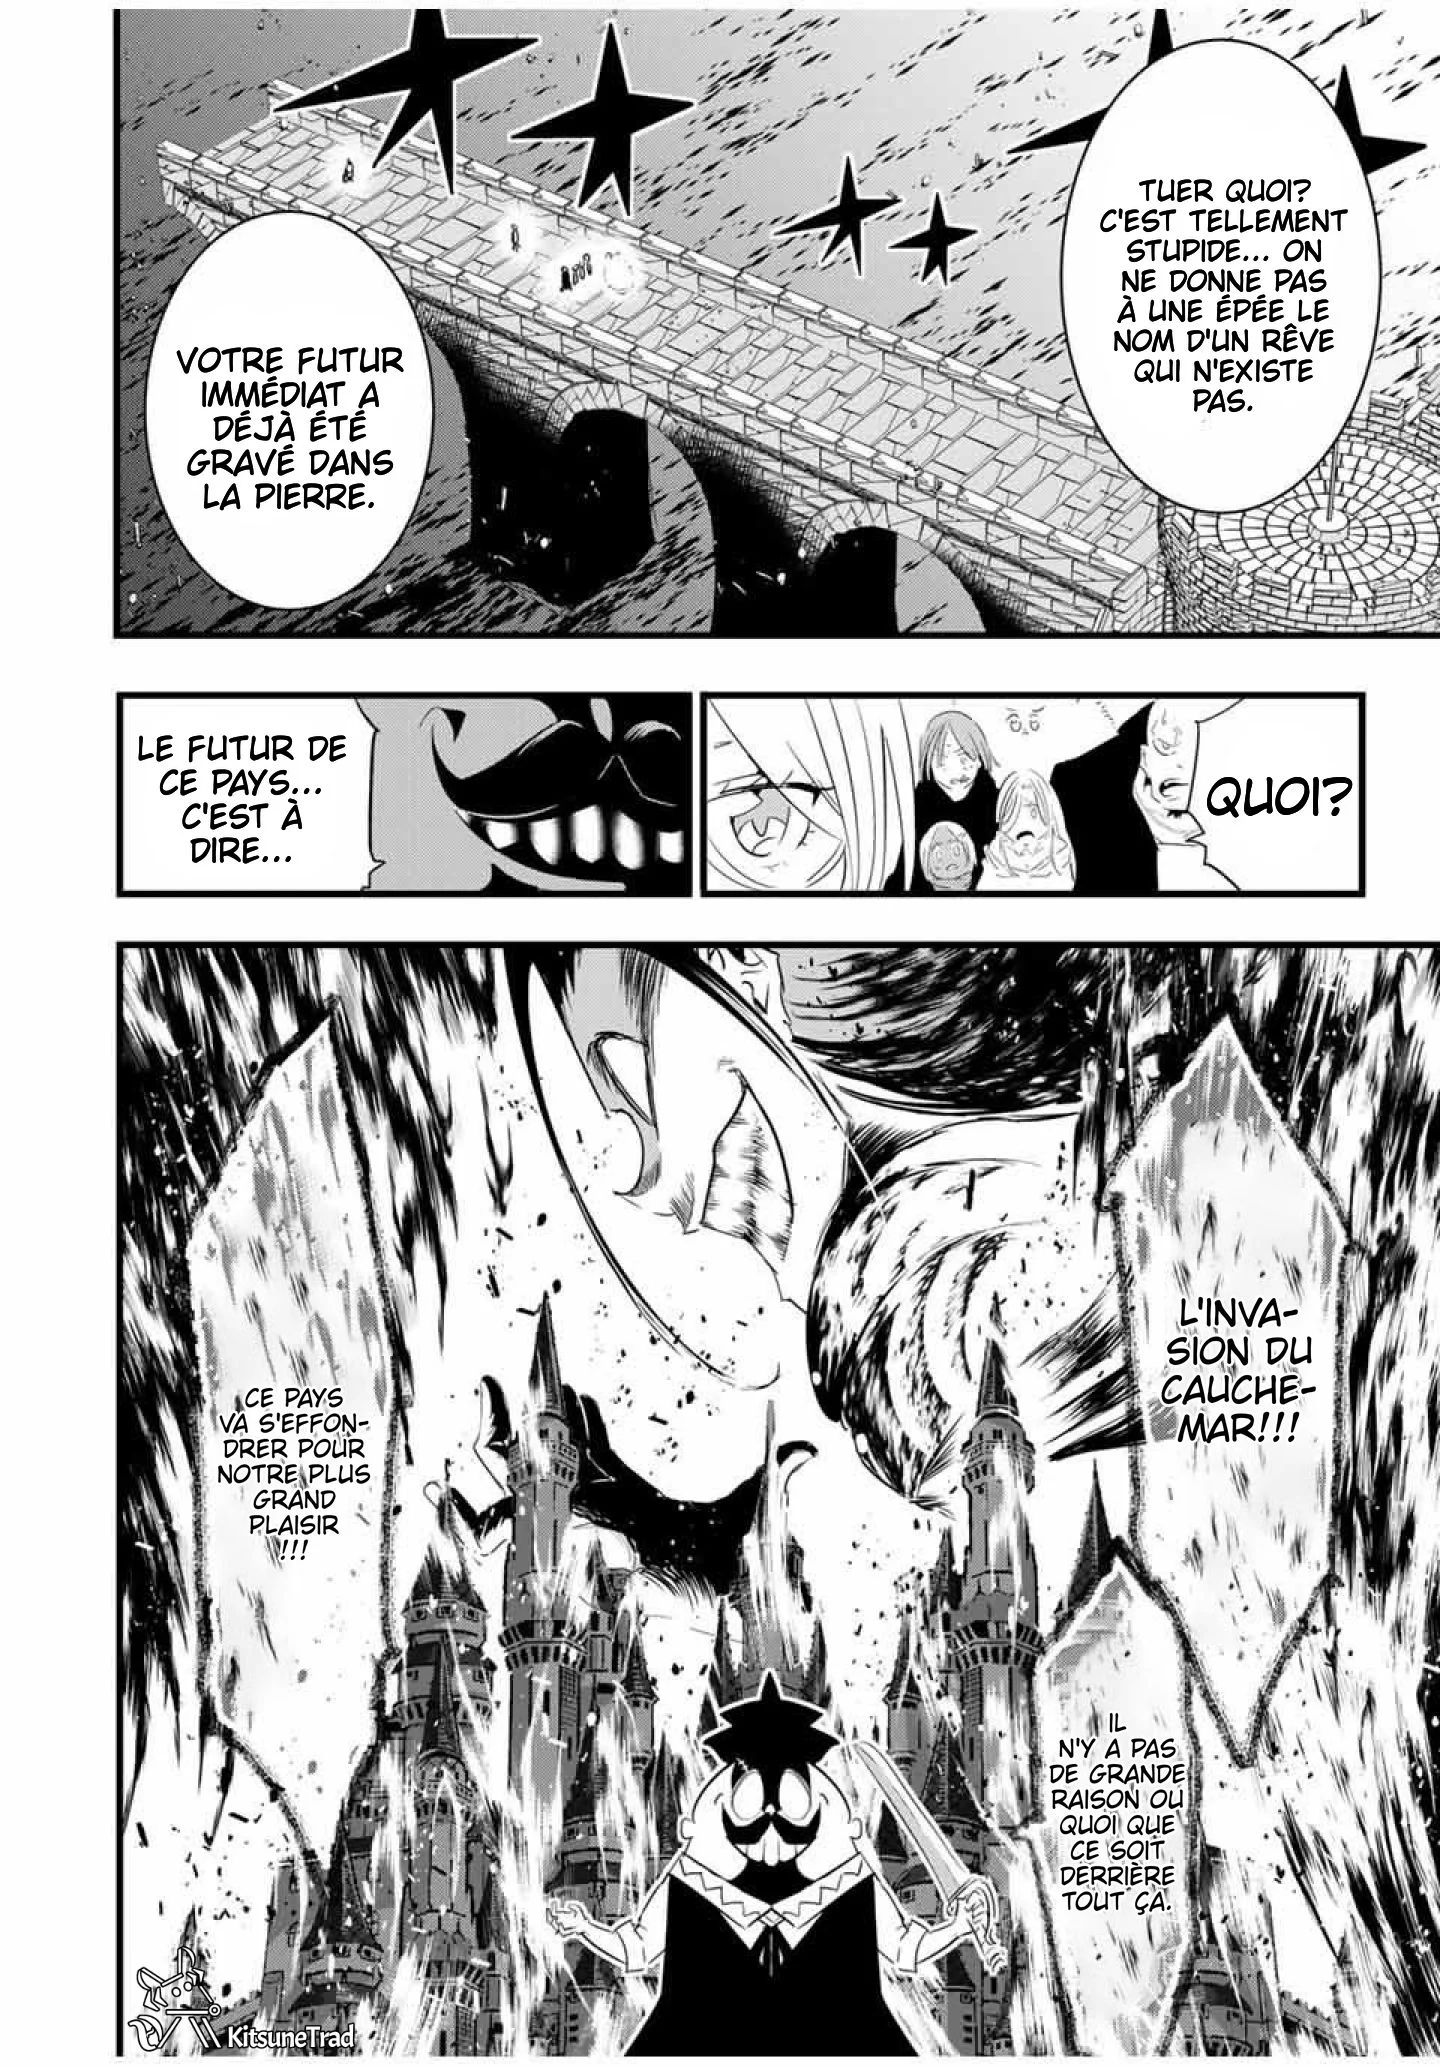 TUER QUOI?
C'EST TELLEMENT
STUPIDE... ON
NE DONNE PAS
À UNE ÉPÉE LE
NOM D'UN RÊVE
QUI N'EXISTE
PAS.
VOTRE FUTUR
IMMÉDIAT A
DÉJÀ ÉTÉ
GRAVÉ DANS
LA PIERRE.
QUOI?
LE FUTUR DE
CE PAYS...
C'EST À
DIRE...
L'INVA-
SION DU
CAUCHE-
MAR!!!
IL
N'Y A PAS
DE GRANDE
RAISON OU
QUOI QUE
CE SOIT
DERRIÈRE
TOUT ÇA.
CE PAYS
VA S'EFFON-
DRER POUR
NOTRE PLUS
GRAND
PLAISIR
!!!
KitsuneTrad